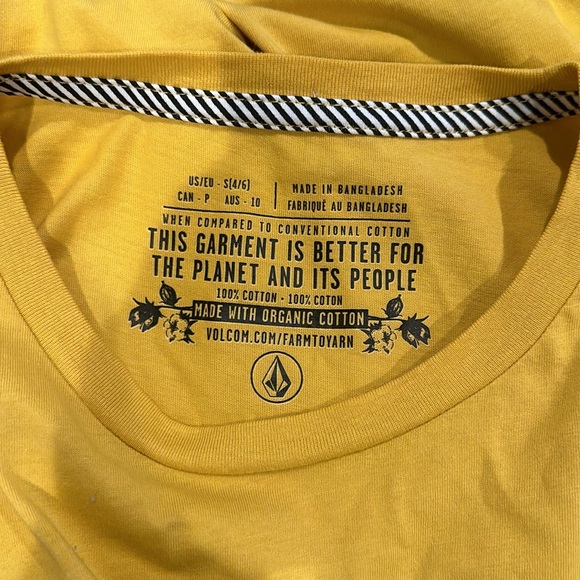 US/EU - S[4/6]
CAN - P AUS - 10
MADE IN BANGLADESH
FABRIQUÉ AU BANGLADESH
WHEN COMPARED TO CONVENTIONAL COTTON
THIS GARMENT IS BETTER FOR
THE PLANET AND ITS PEOPLE
100% COTTON • 100% COTON
MADE WITH ORGANIC COTTON
VOLCOM.COM/FARMTOYARN